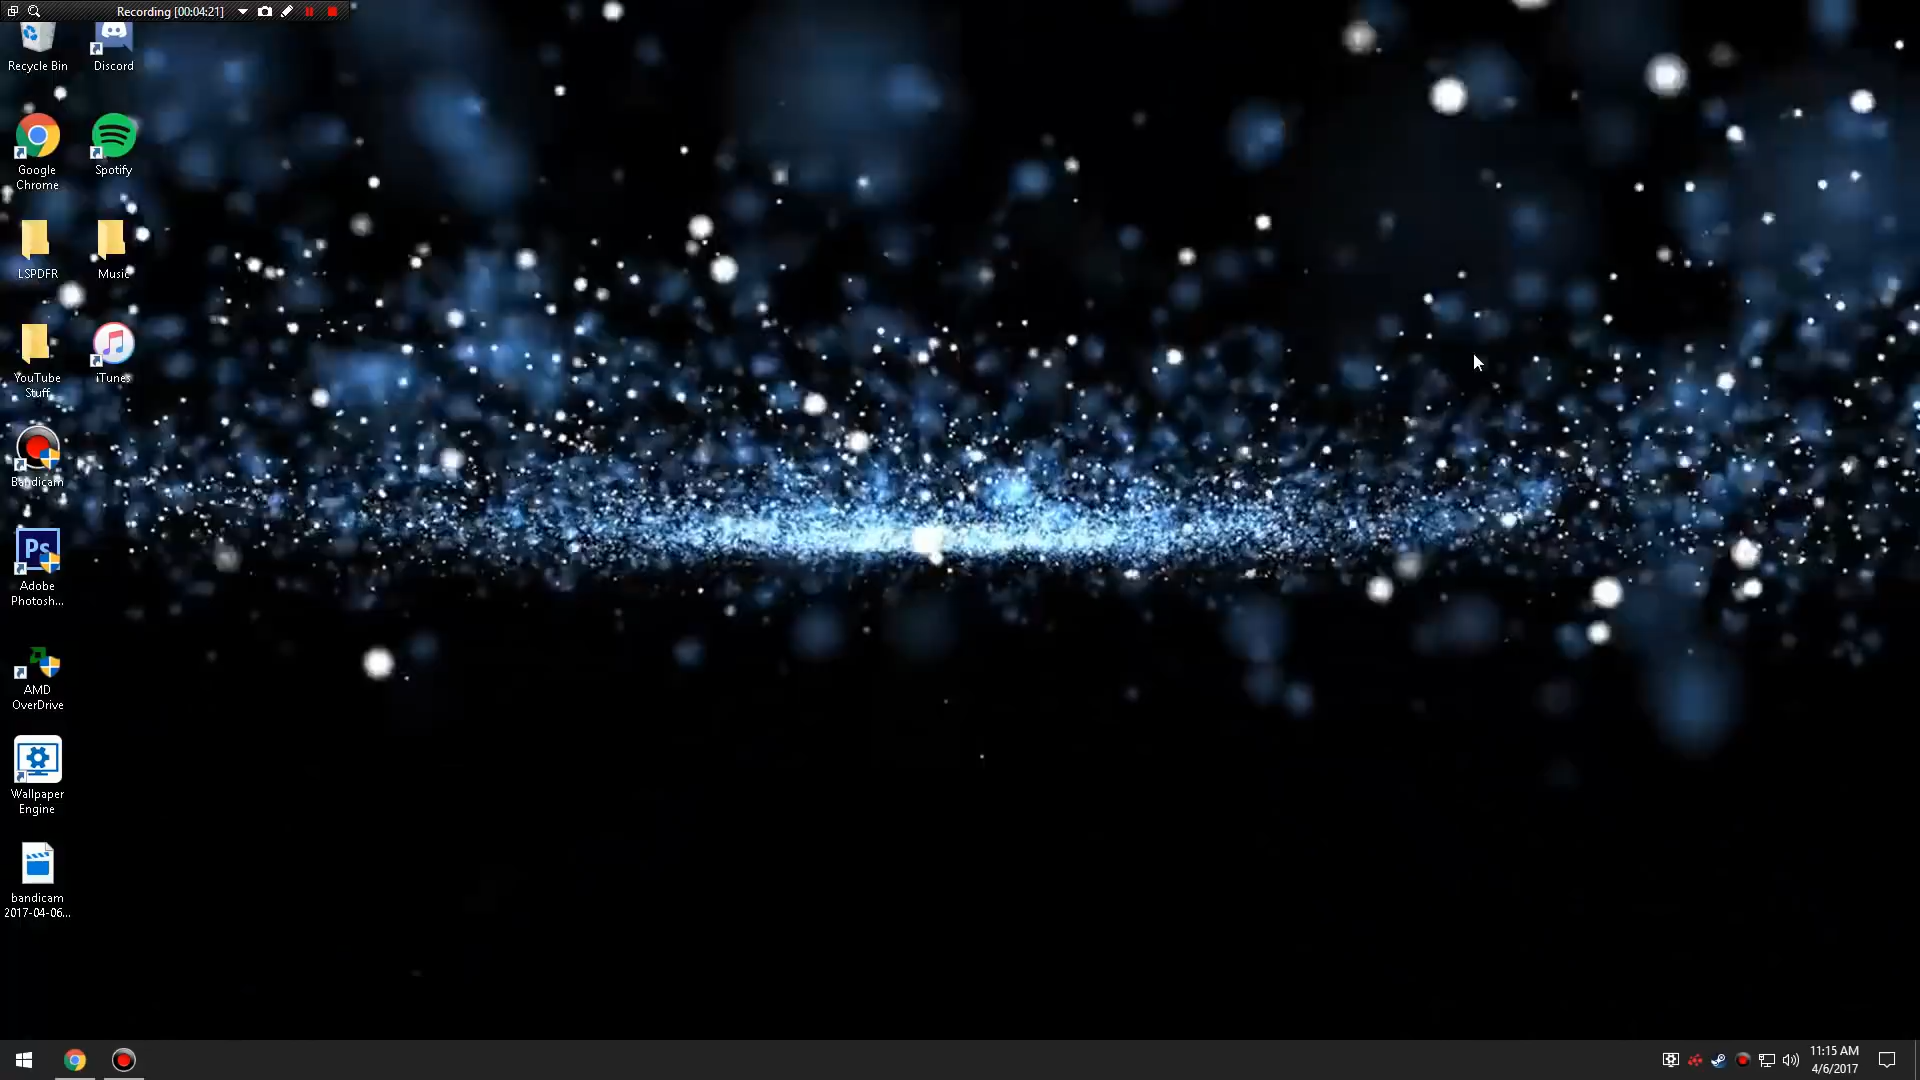 Recording [00:04:21]
Recycle Bin
Discord
Google
Chrome
Spotify
LSPDFR
Music
YouTube
Stuff
iTunes
Bandicam
Ps
Adobe
Photosh...
AMD
OverDrive
Wallpaper
Engine
bandicam
2017-04-06...
11:15 AM
4/6/2017